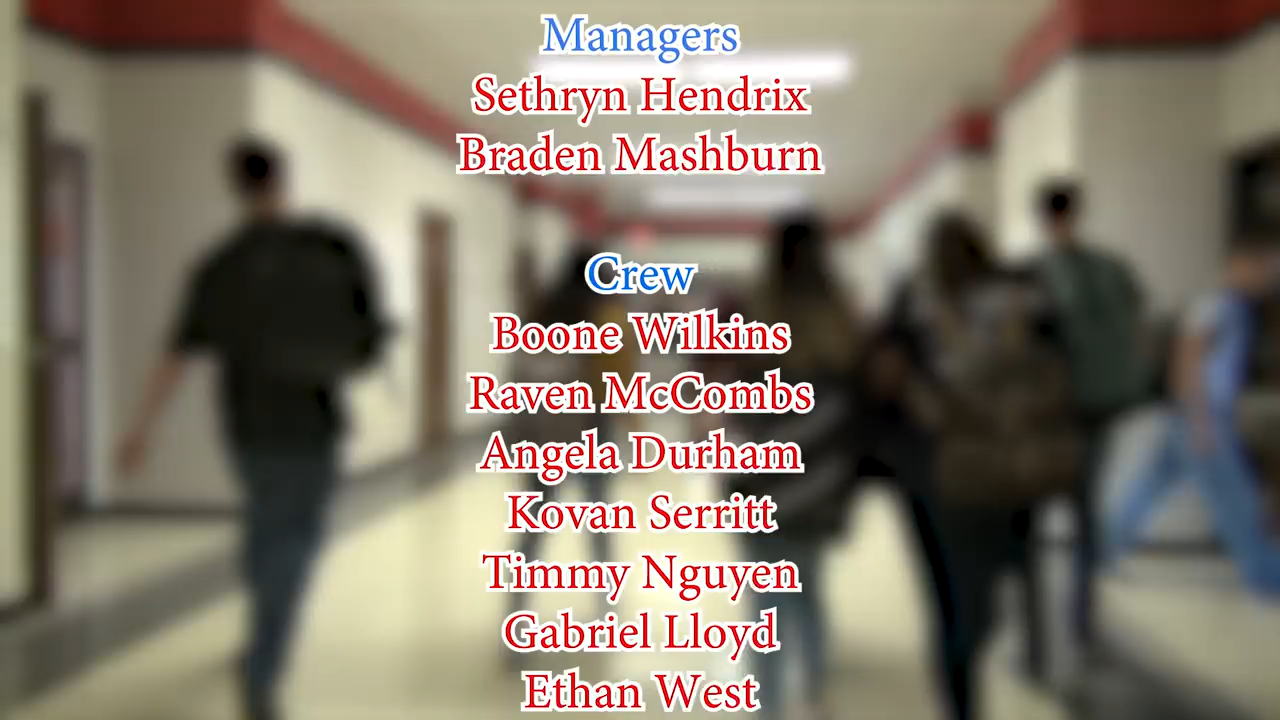 Managers
Sethryn Hendrix
Braden Mashburn
Crew
Boone Wilkins
Raven McCombs
Angela Durham
Kovan Serritt
Timmy Nguyen
Gabriel Lloyd
Ethan West